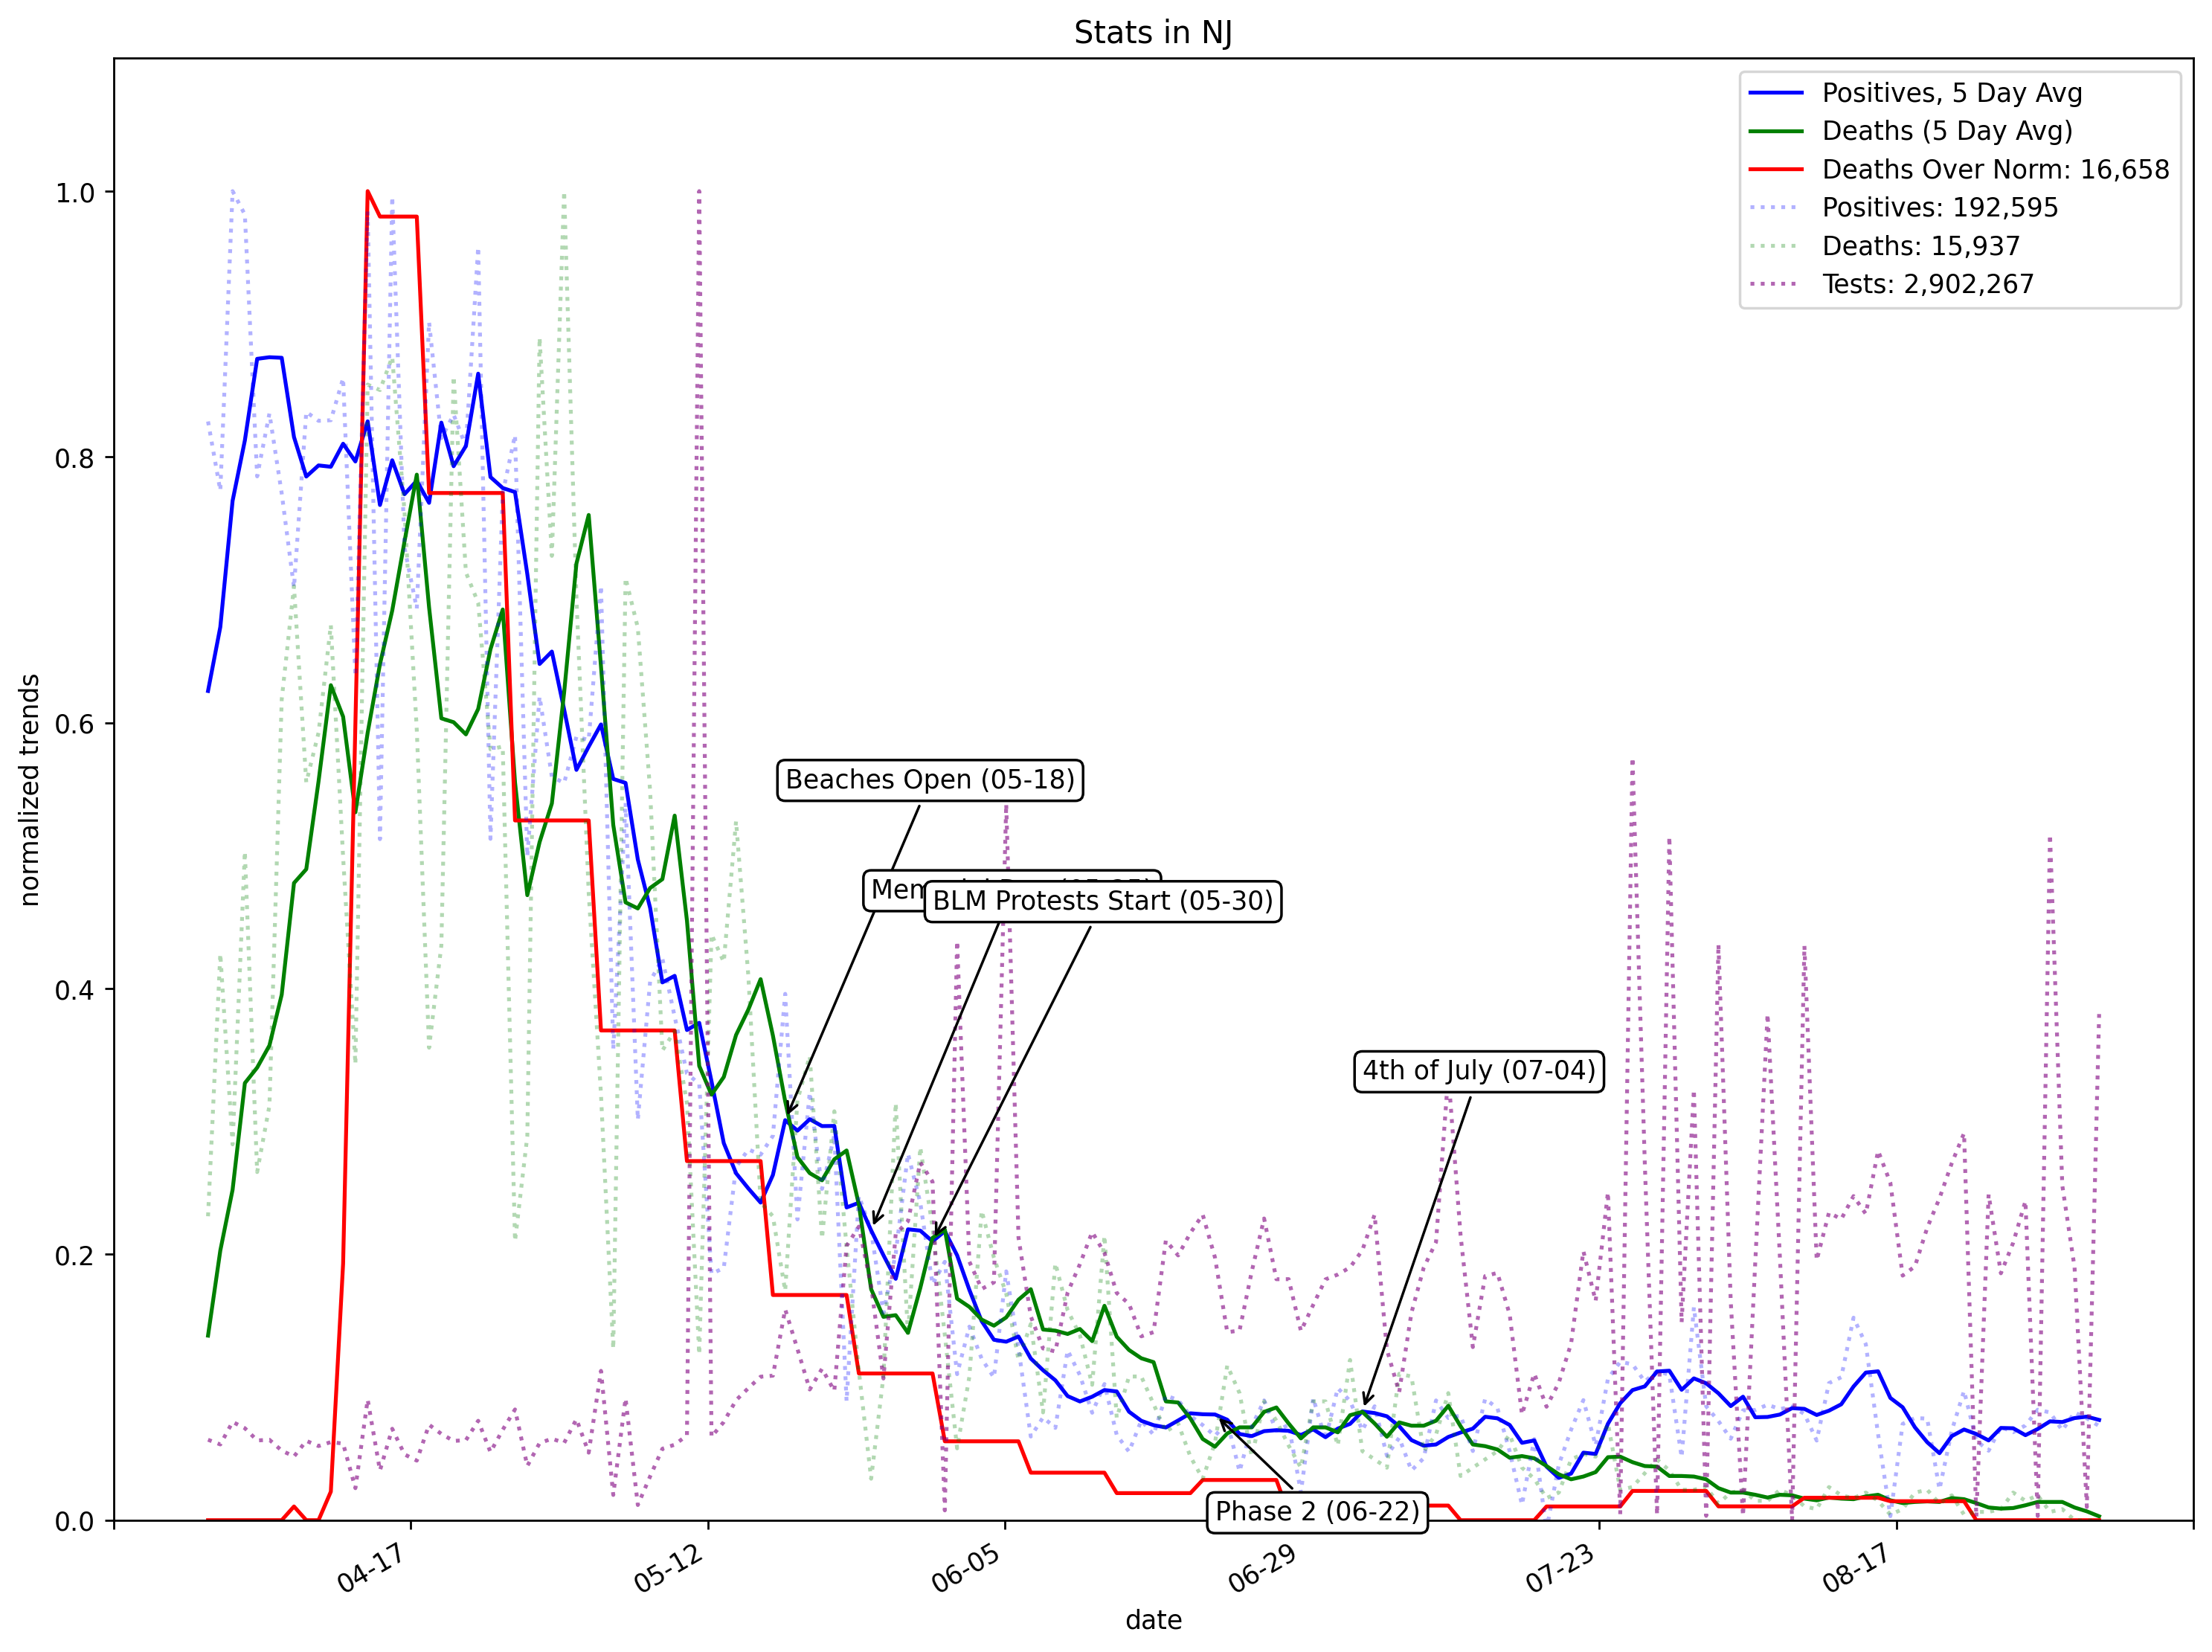 Stats in NJ
Positives, 5 Day Avg
Deaths (5 Day Avg)
Deaths Over Norm: 16,658
Positives: 192,595
Deaths: 15,937
Tests: 2,902,267
normalized trends
1.0
0.8
0.6
0.4
0.2
0.0
Beaches Open (05-18)
BLM Protests Start (05-30)
4th of July (07-04)
Phase 2 (06-22)
04-17
05-12
06-05
06-29
07-23
08-17
date